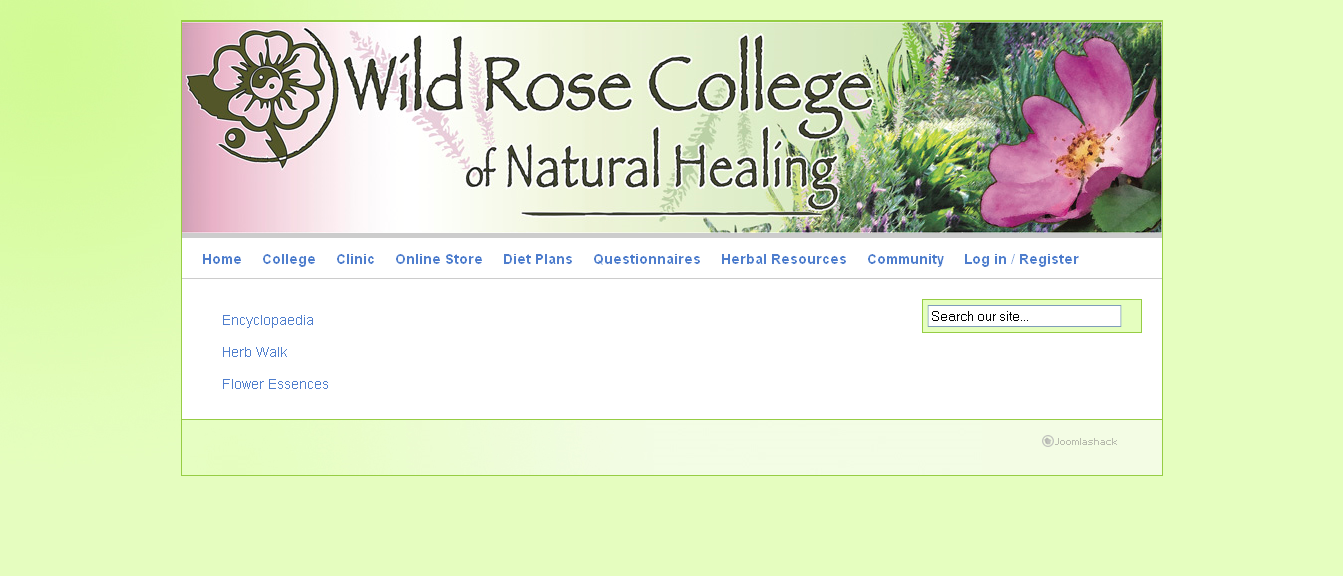 Wild Rose College
of Natural Healing
Home College Clinic Online Store Diet Plans Questionnaires Herbal Resources Community Log in / Register
Search our site...
Encyclopaedia
Herb Walk
Flower Essences
Joomlashack